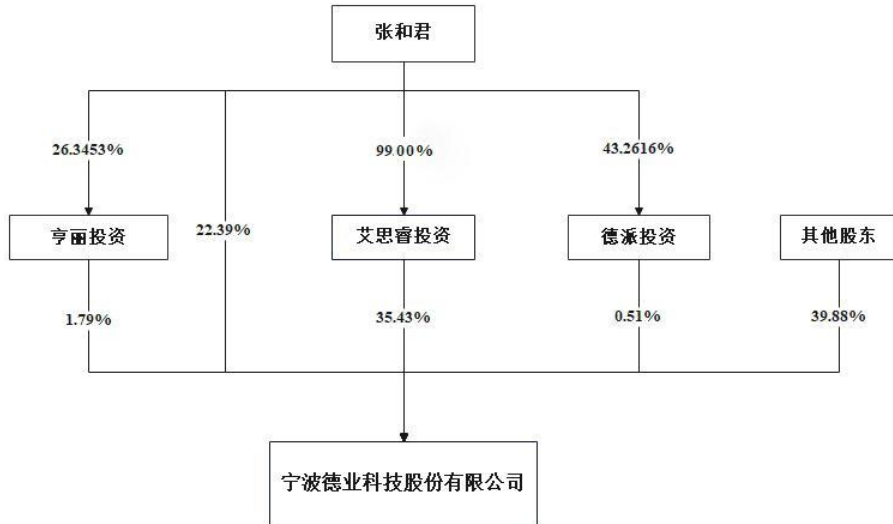 张和君
26.3453%
99.00%
43.2616%
亨丽投资
22.39%
艾思睿投资
德派投资
其他股东
1.79%
35.43%
0.51%
39.88%
宁波德业科技股份有限公司